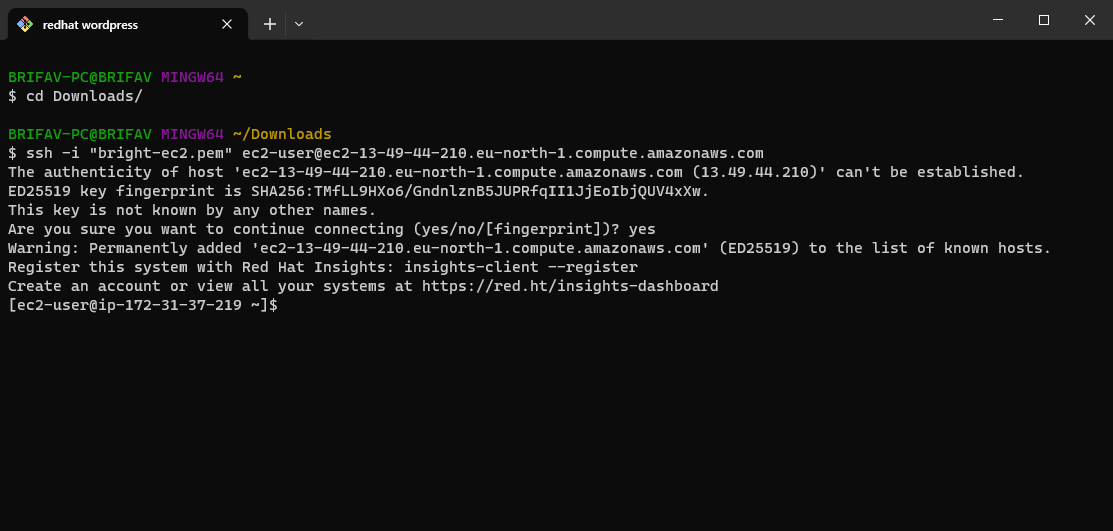 redhat wordpress
BRIFAV-PC@BRIFAV MINGW64 ~
$ cd Downloads/
BRIFAV-PC@BRIFAV MINGW64 ~/Downloads
$ ssh -i "bright-ec2.pem" ec2-user@ec2-13-49-44-210.eu-north-1.compute.amazonaws.com
The authenticity of host 'ec2-13-49-44-210.eu-north-1.compute.amazonaws.com (13.49.44.210)' can't be established.
ED25519 key fingerprint is SHA256:TMfLL9HXo6/GndnlznB5JUPRfqII1JjEoIbjQUV4xXw.
This key is not known by any other names.
Are you sure you want to continue connecting (yes/no/[fingerprint])? yes
Warning: Permanently added 'ec2-13-49-44-210.eu-north-1.compute.amazonaws.com' (ED25519) to the list of known hosts.
Register this system with Red Hat Insights: insights-client --register
Create an account or view all your systems at https://red.ht/insights-dashboard
[ec2-user@ip-172-31-37-219 ~]$